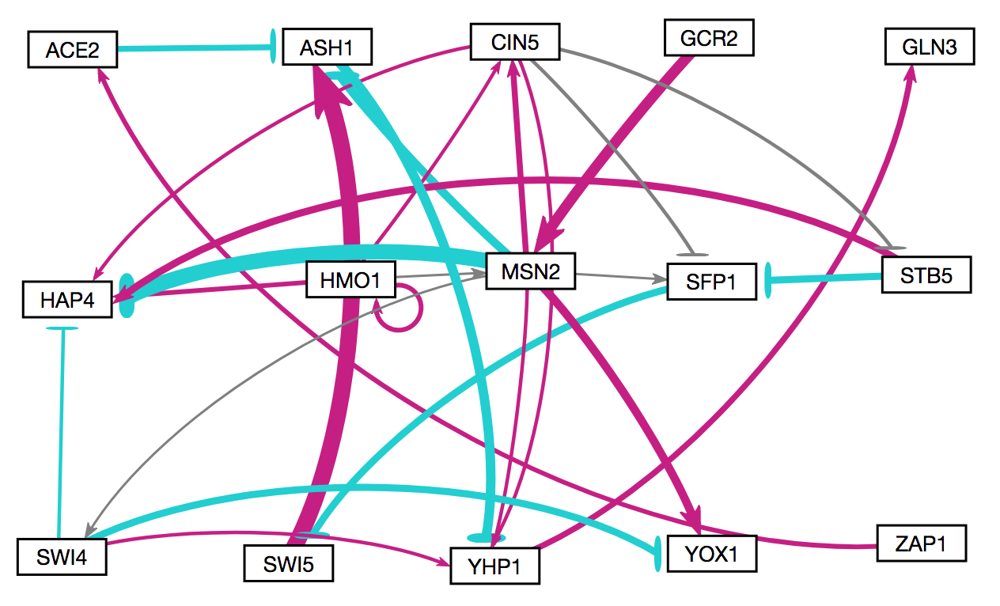 ACE2
ASH1
CIN5
GCR2
GLN3
HAP4
HMO1
MSN2
SFP1
STB5
SWI4
SWI5
YHP1
YOX1
ZAP1